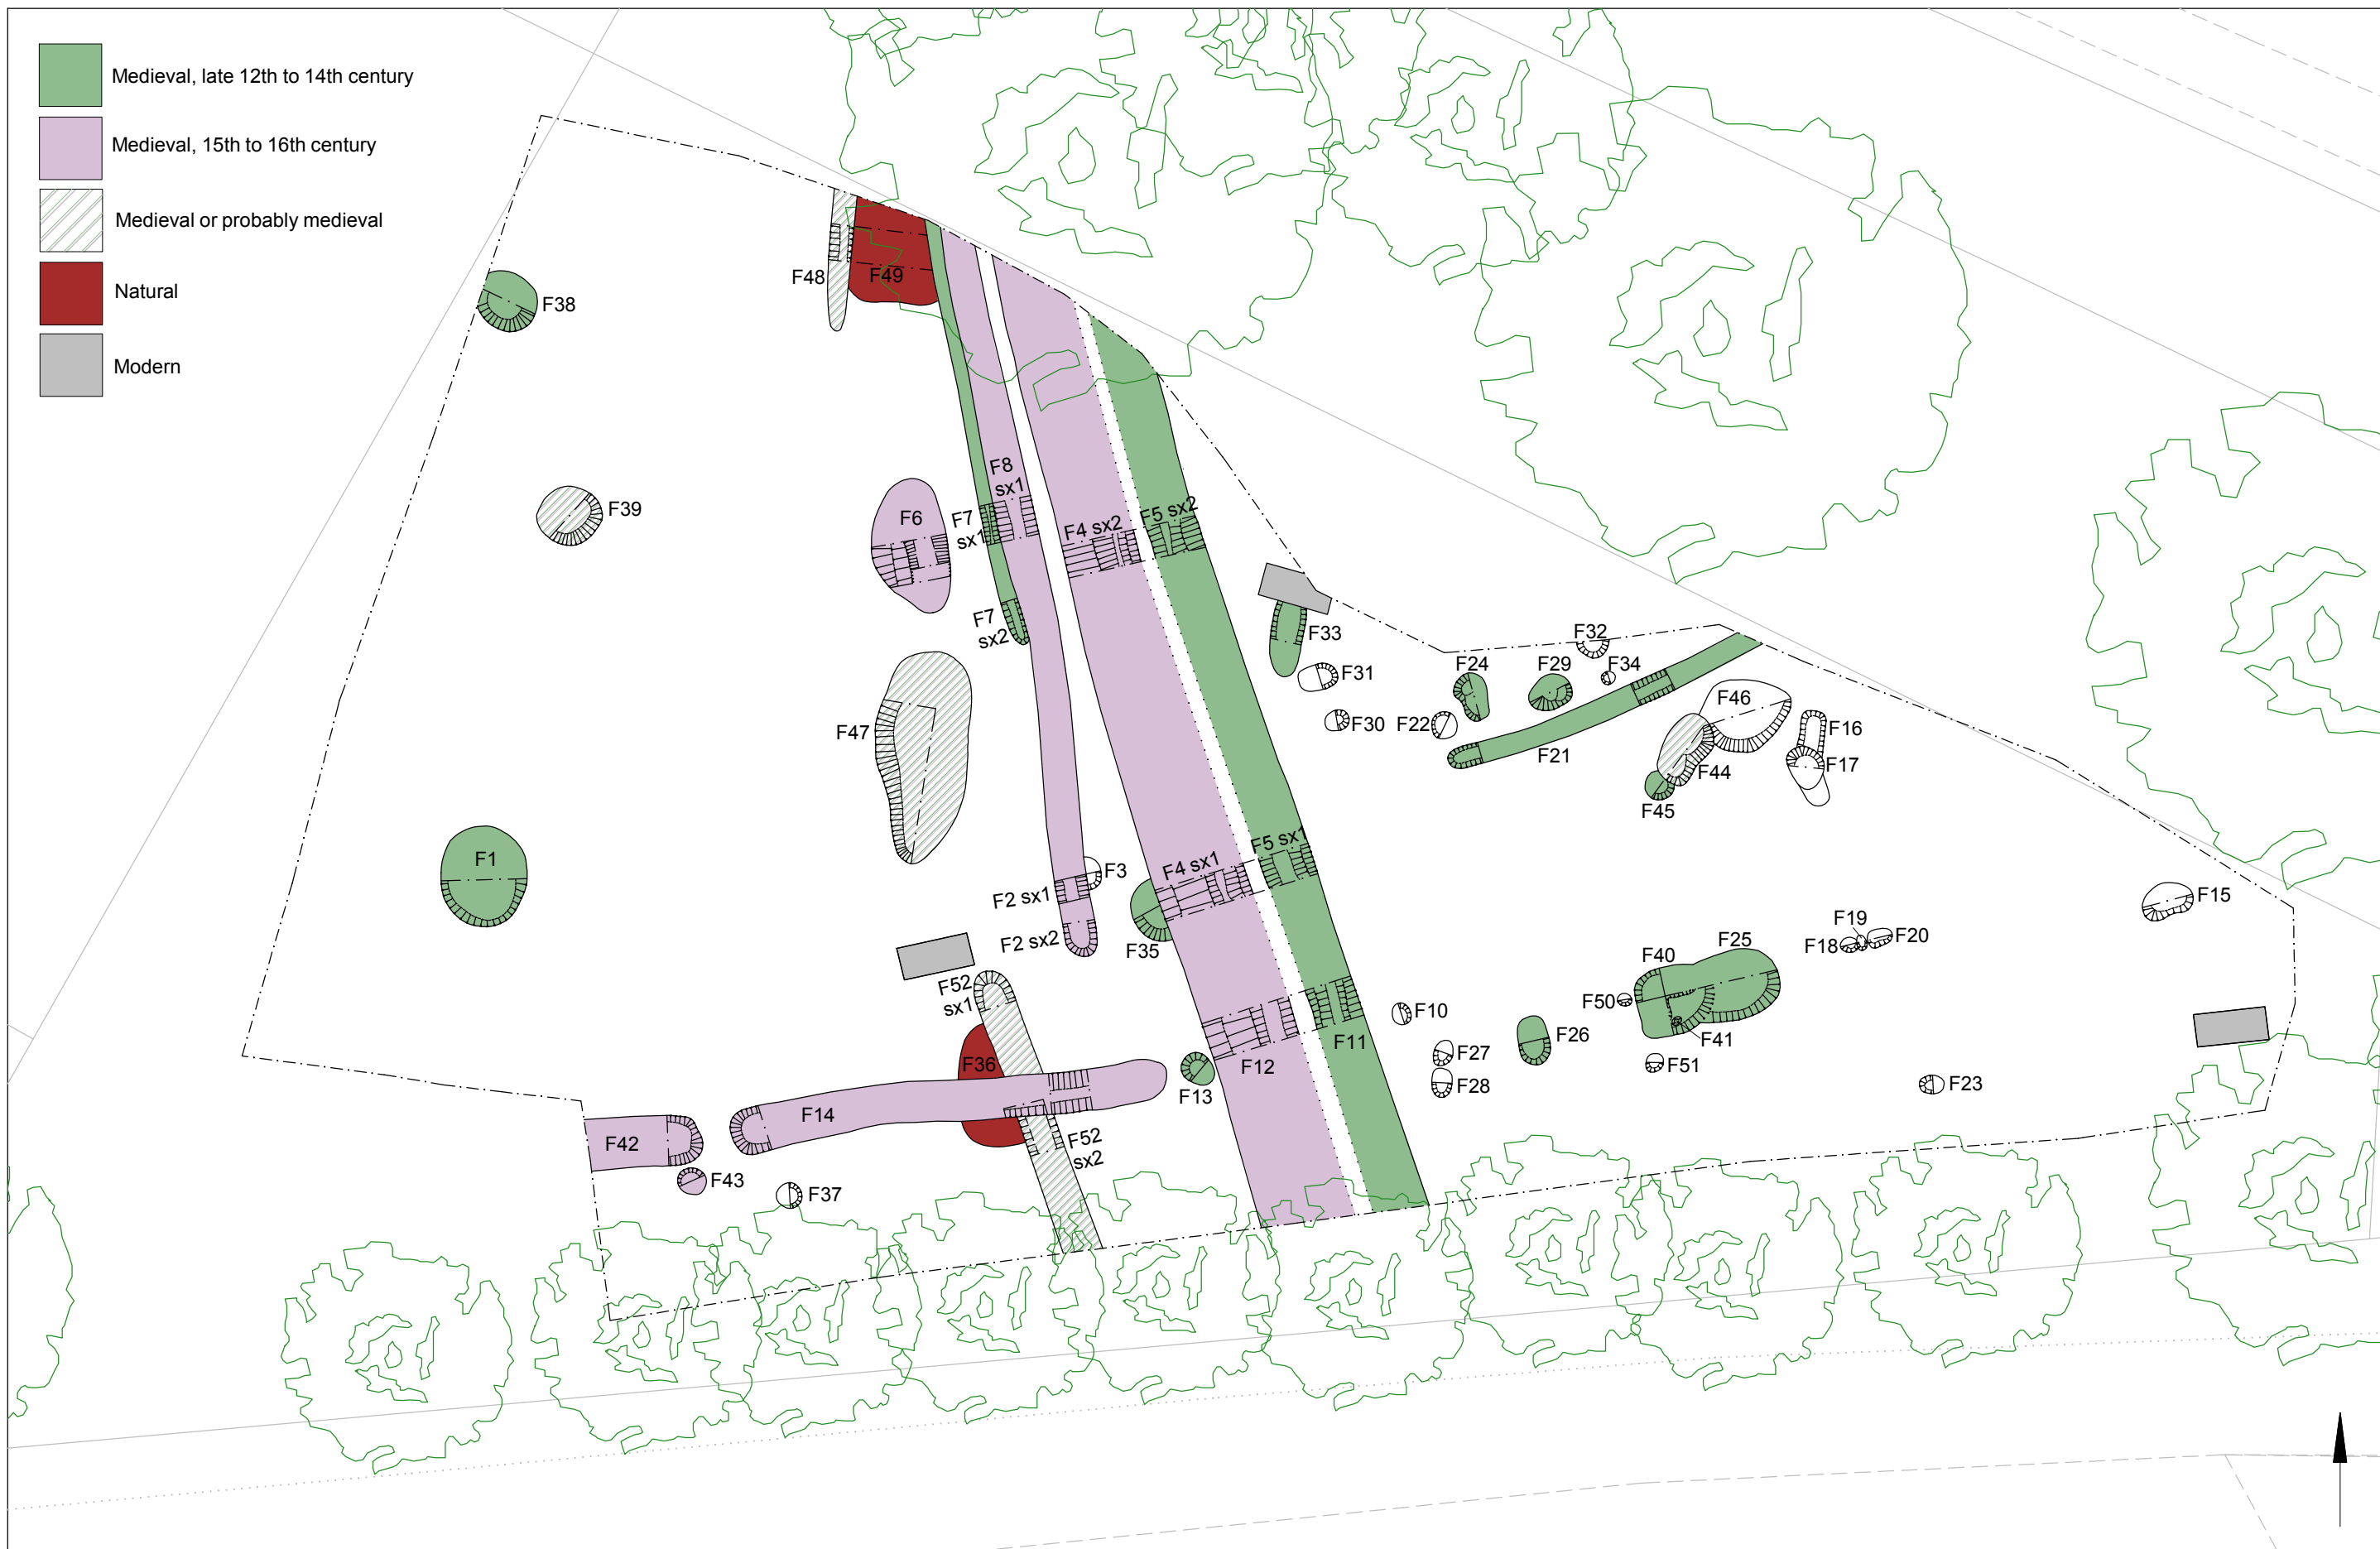 Medieval, late 12th to 14th century
Medieval, 15th to 16th century
Medieval or probably medieval
Natural
Modern
F48
F49
F38
F39
F8
sx1
F6
F7
sx1
F4 sx2
F5 sx2
F7
sx2
F33
F31
F30
F32
F24
F29
F34
F22
F21
F46
F16
F17
F44
F45
F47
F1
F3
F2 sx1
F2 sx2
F4 sx1
F5 sx1
F35
F15
F19
F18
F20
F40
F25
F50
F41
F51
F52
sx1
F10
F27
F28
F26
F23
F36
F13
F12
F11
F14
F42
F43
F37
F52
sx2